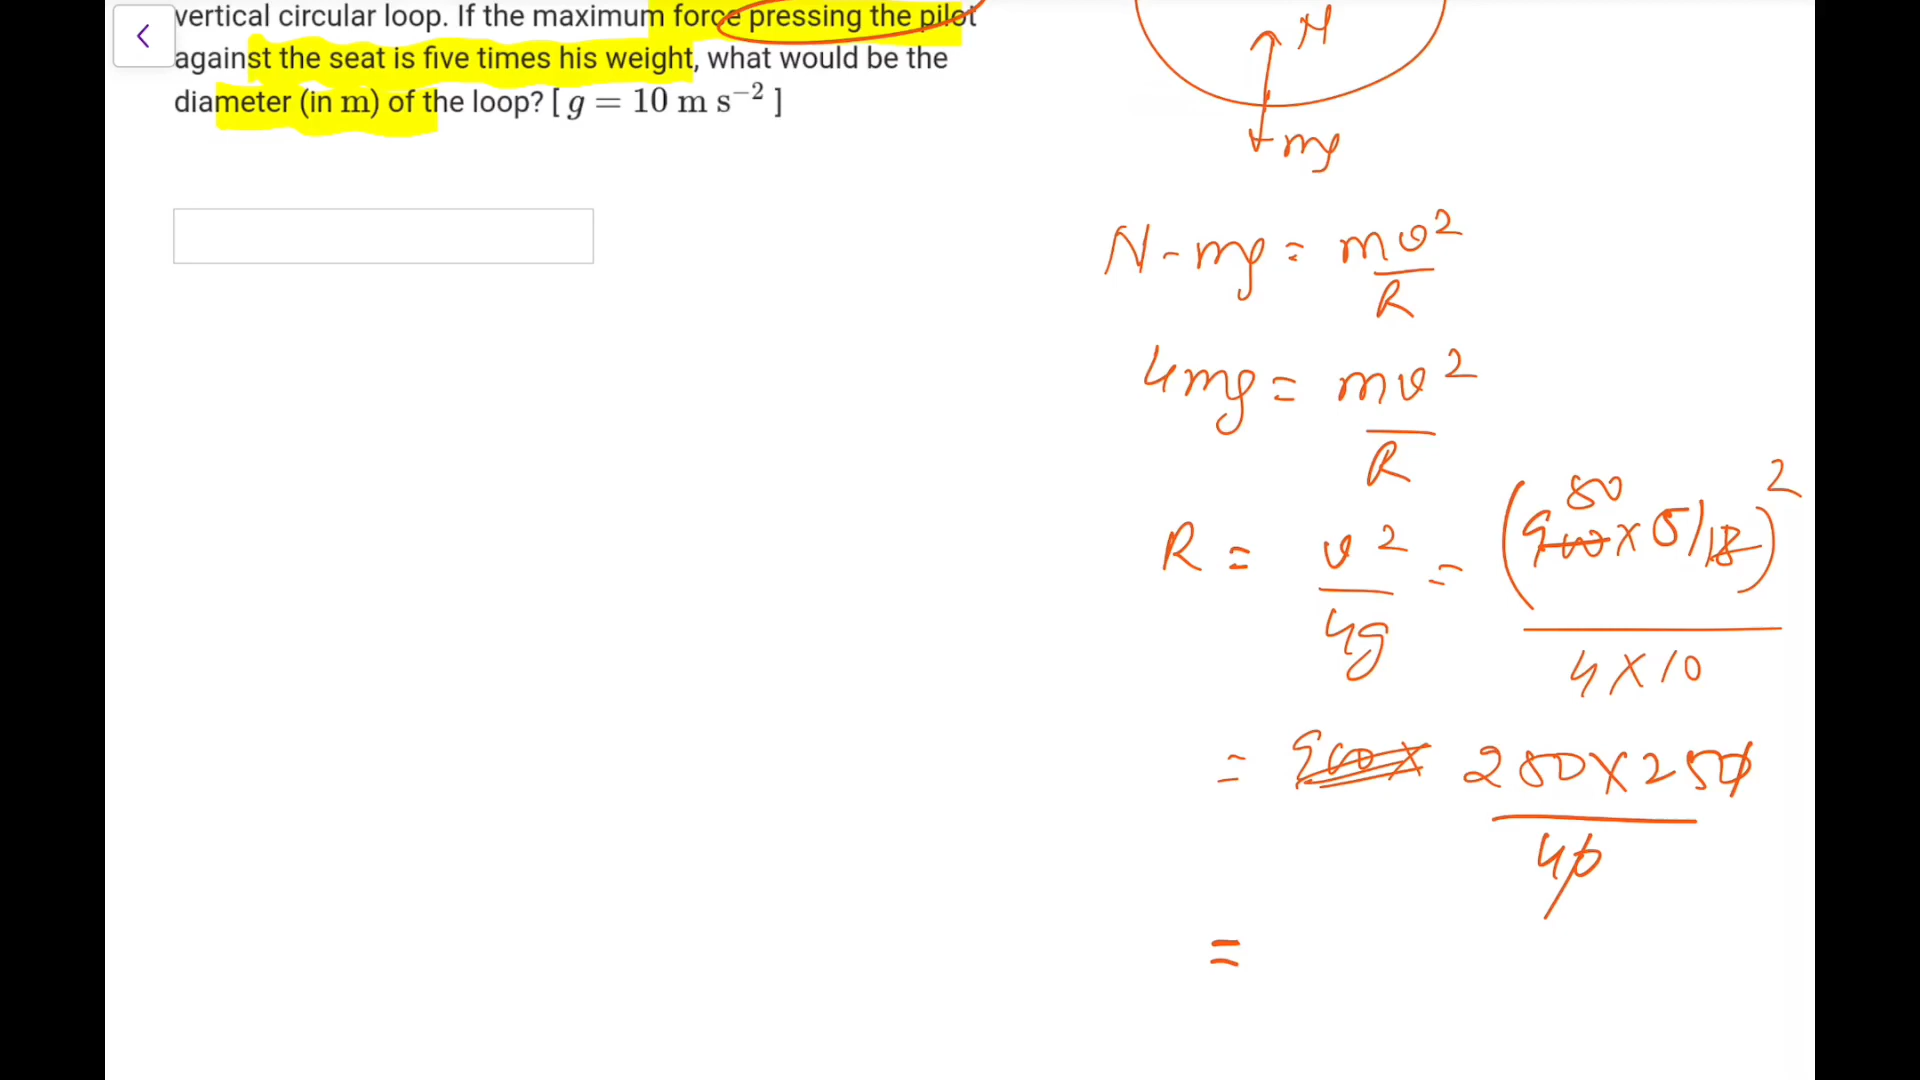 vertical circular loop. If the maximum force pressing the pilot
against the seat is five times his weight, what would be the
diameter (in m) of the loop? [ g = 10 m s⁻² ]
N
mg
N - mg = mv²/R
4mg = mv²/R
R = v²/4g = (900 50 × 5/18)²/4 × 10
= 900 × 250 × 250/40
=